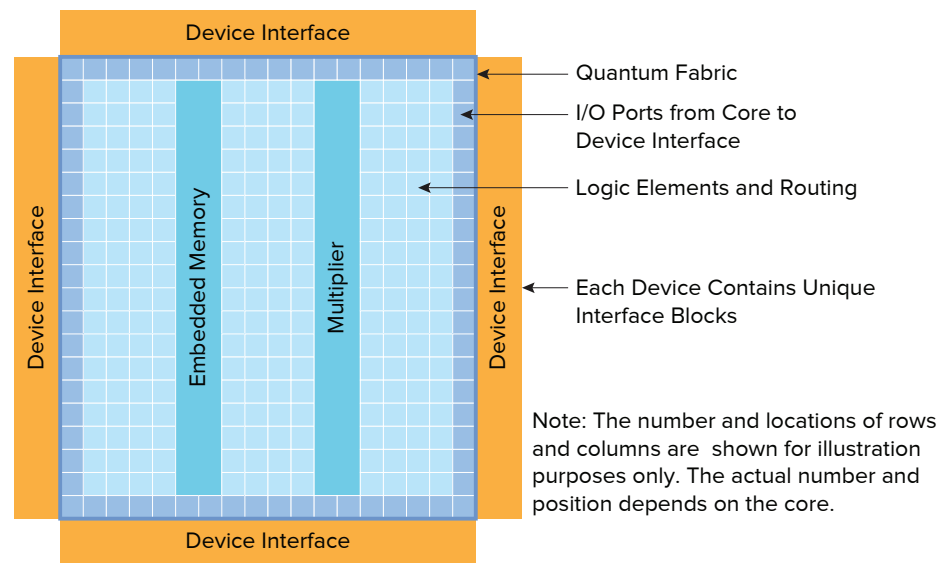 Device Interface
Quantum Fabric
I/O Ports from Core to
Device Interface
Logic Elements and Routing
Device Interface
Embedded Memory
Multiplier
Device Interface
Each Device Contains Unique
Interface Blocks
Note: The number and locations of rows
and columns are shown for illustration
purposes only. The actual number and
position depends on the core.
Device Interface